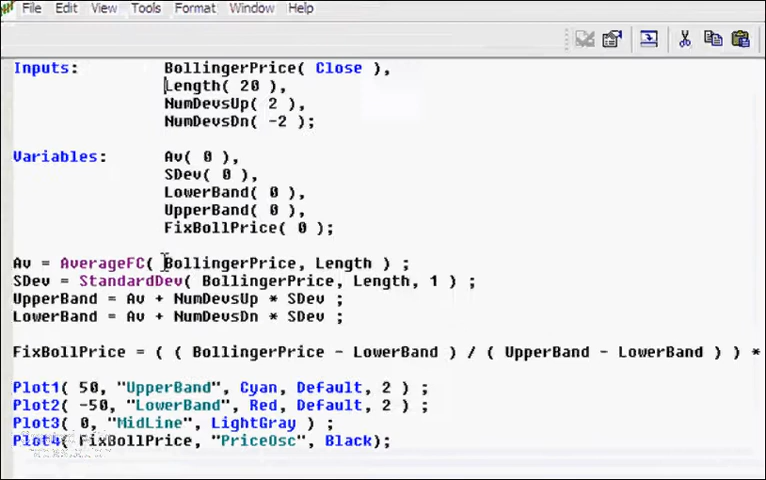 File Edit View Tools Format Window Help
Inputs: BollingerPrice( Close ),
Length( 20 ),
NumDevsUp( 2 ),
NumDevsDn( -2 );
Variables: Av( 0 ),
SDev( 0 ),
LowerBand( 0 ),
UpperBand( 0 ),
FixBollPrice( 0 );
Av = AverageFC( BollingerPrice, Length ) ;
SDev = StandardDev( BollingerPrice, Length, 1 ) ;
UpperBand = Av + NumDevsUp * SDev ;
LowerBand = Av + NumDevsDn * SDev ;
FixBollPrice = ( ( BollingerPrice - LowerBand ) / ( UpperBand - LowerBand ) ) *
Plot1( 50, "UpperBand", Cyan, Default, 2 ) ;
Plot2( -50, "LowerBand", Red, Default, 2 ) ;
Plot3( 0, "MidLine", LightGray ) ;
Plot4( FixBollPrice, "PriceOsc", Black);